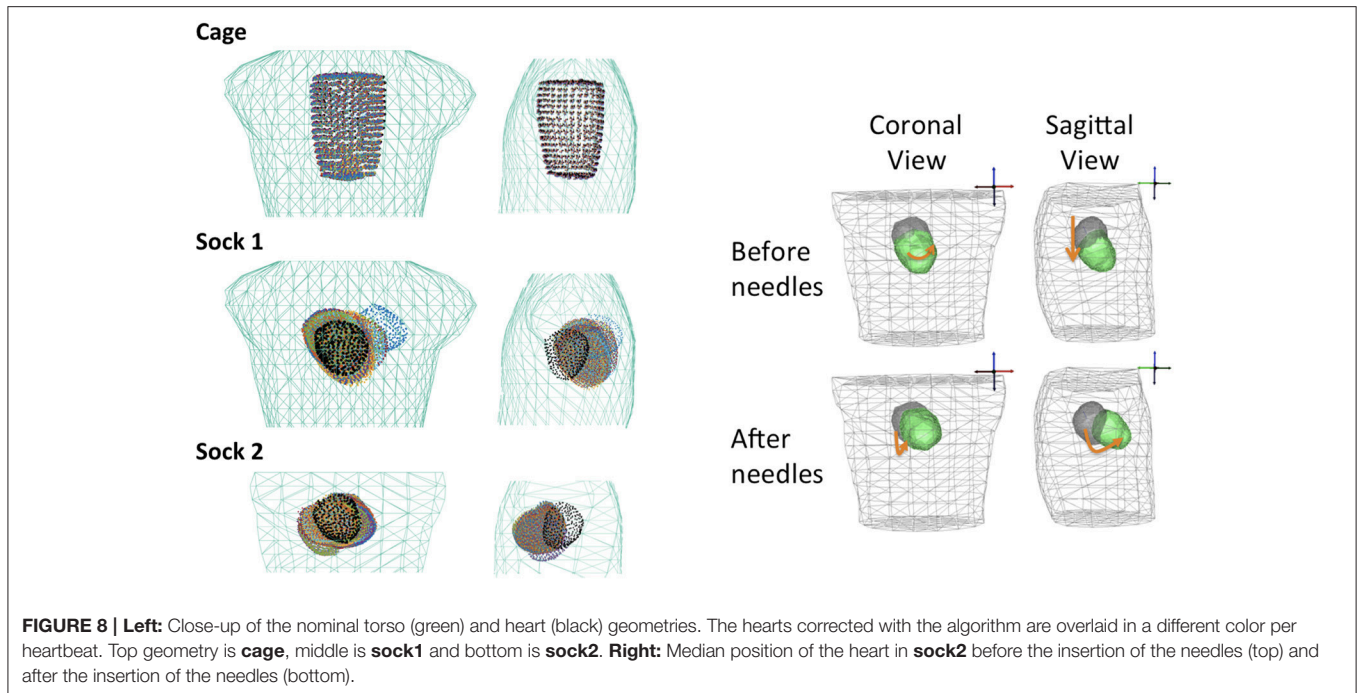 Cage
Sock 1
Sock 2
Coronal
View
Sagittal
View
Before
needles
After
needles
FIGURE 8 | Left: Close-up of the nominal torso (green) and heart (black) geometries. The hearts corrected with the algorithm are overlaid in a different color per
heartbeat. Top geometry is cage, middle is sock1 and bottom is sock2. Right: Median position of the heart in sock2 before the insertion of the needles (top) and
after the insertion of the needles (bottom).